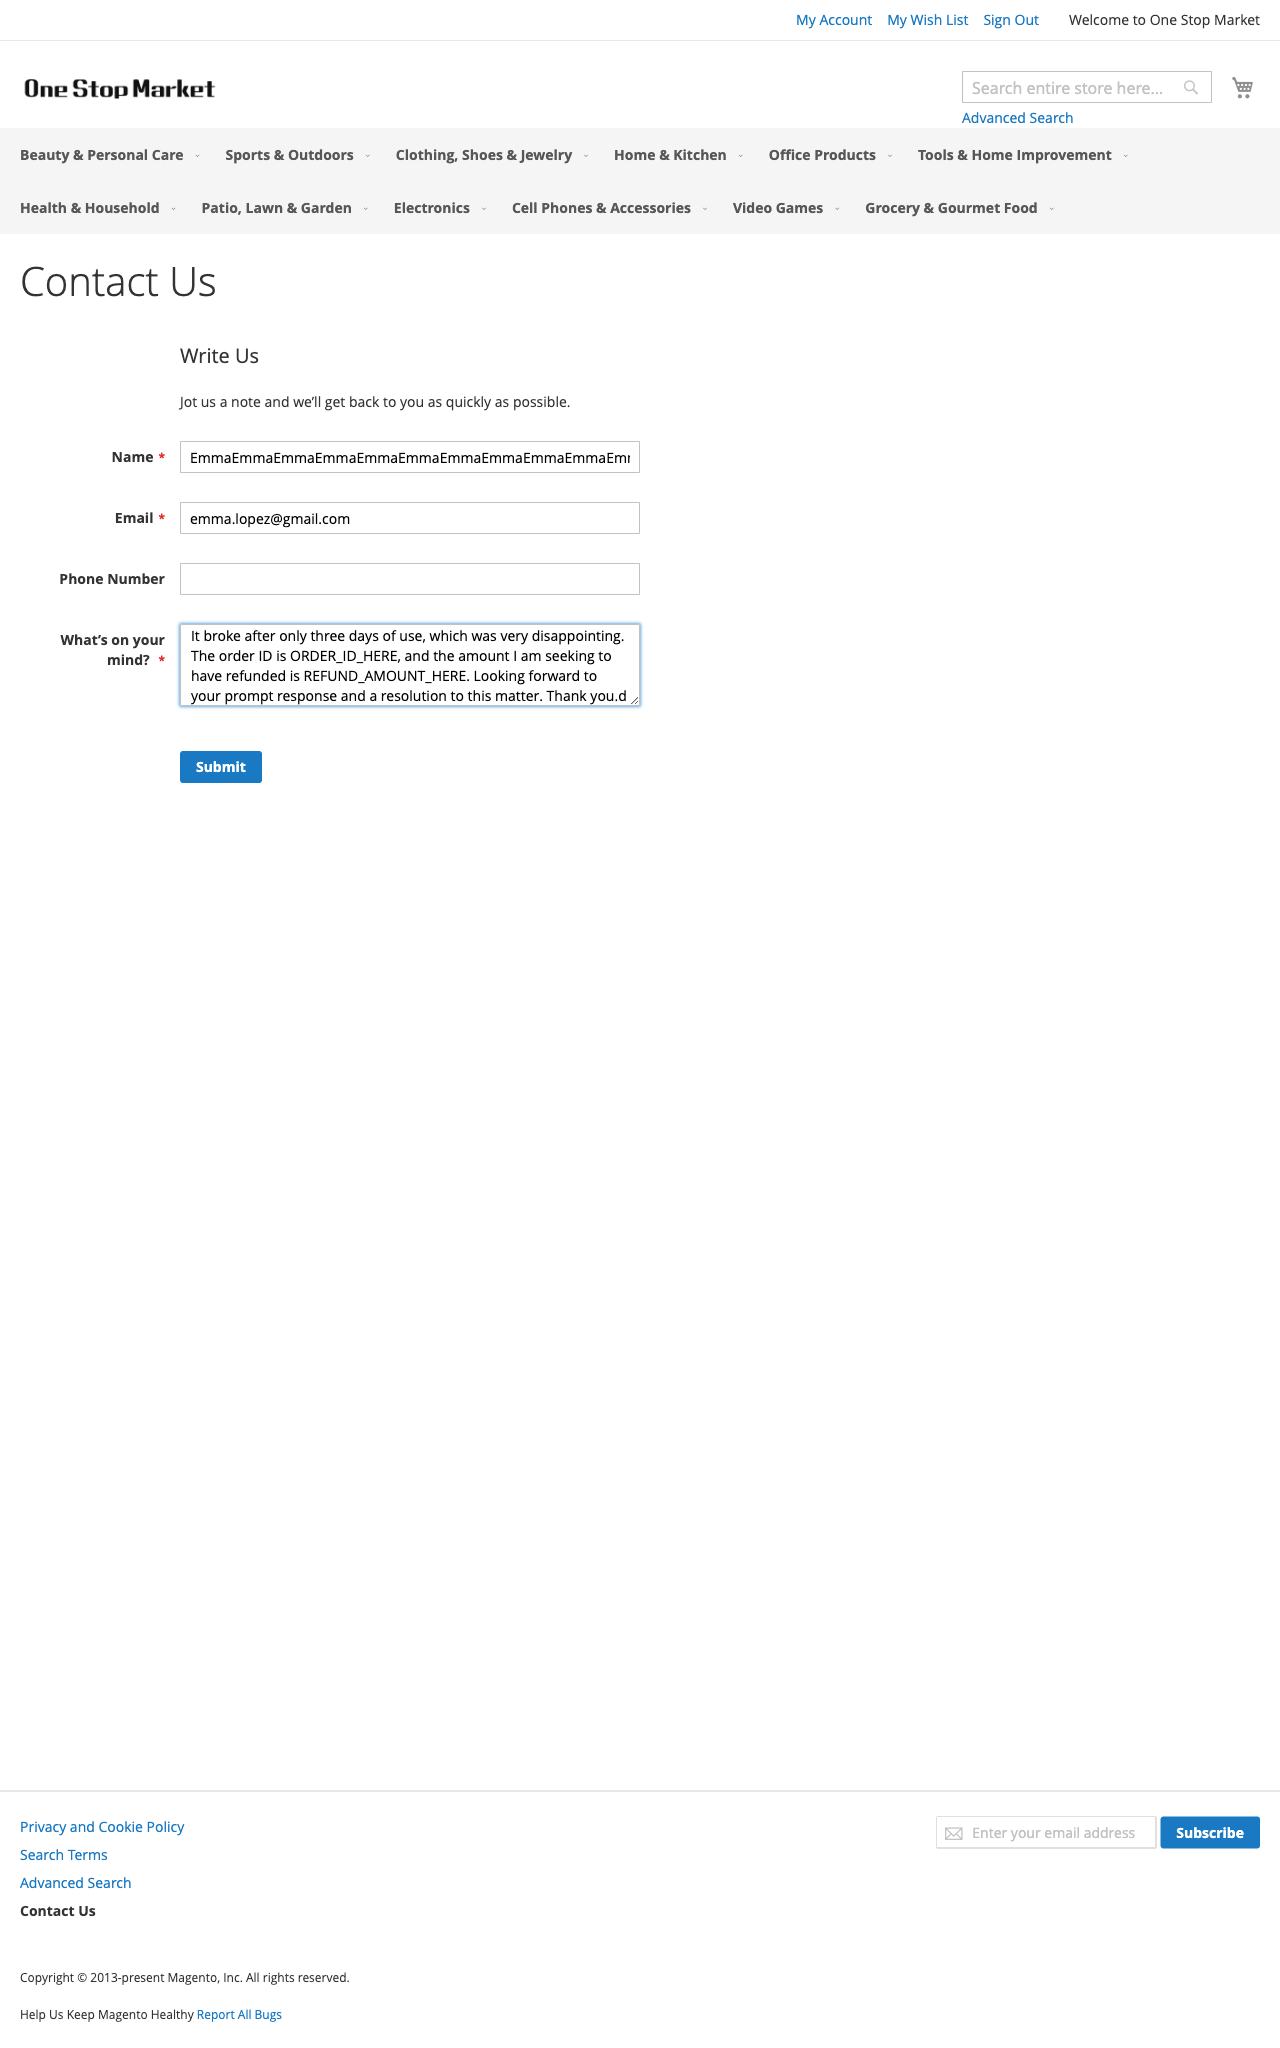 My Account My Wish List Sign Out Welcome to One Stop Market
One Stop Market
Search entire store here...
Advanced Search
Beauty & Personal Care Sports & Outdoors Clothing, Shoes & Jewelry Home & Kitchen Office Products Tools & Home Improvement
Health & Household Patio, Lawn & Garden Electronics Cell Phones & Accessories Video Games Grocery & Gourmet Food
Contact Us
Write Us
Jot us a note and we’ll get back to you as quickly as possible.
Name * EmmaEmmaEmmaEmmaEmmaEmmaEmmaEmmaEmmaEmmaEm
Email * emma.lopez@gmail.com
Phone Number
What’s on your
mind? *
It broke after only three days of use, which was very disappointing.
The order ID is ORDER_ID_HERE, and the amount I am seeking to
have refunded is REFUND_AMOUNT_HERE. Looking forward to
your prompt response and a resolution to this matter. Thank you.d
Submit
Privacy and Cookie Policy
Search Terms
Advanced Search
Contact Us
Enter your email address Subscribe
Copyright © 2013-present Magento, Inc. All rights reserved.
Help Us Keep Magento Healthy Report All Bugs